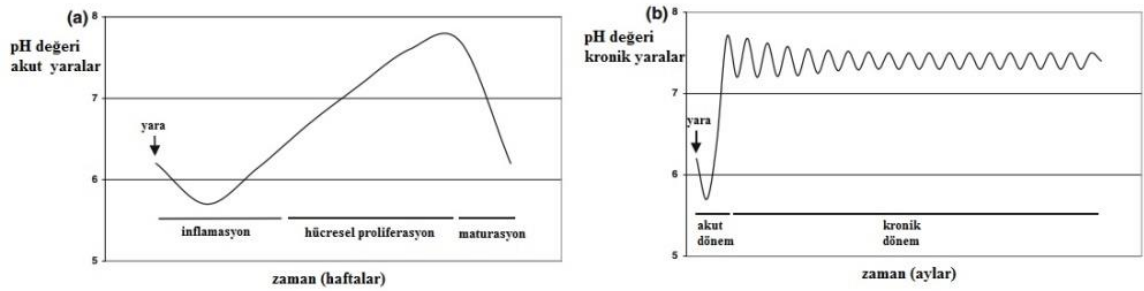 (a)
pH değeri
akut yaralar
8
7
6
5
yara
inflamasyon
hücresel proliferasyon
maturasyon
zaman (haftalar)
(b)
pH değeri
kronik yaralar
8
7
6
5
yara
akut
dönem
kronik
dönem
zaman (aylar)